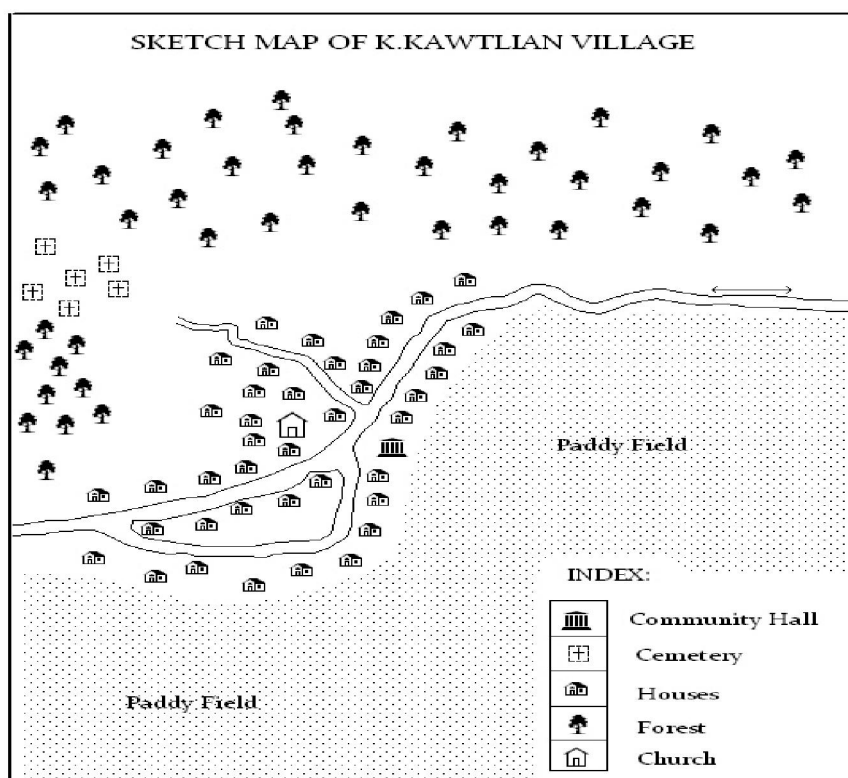 SKETCH MAP OF K.KAWTLIAN VILLAGE
Paddy Field
INDEX:
Community Hall
Cemetery
Houses
Forest
Church
Paddy Field